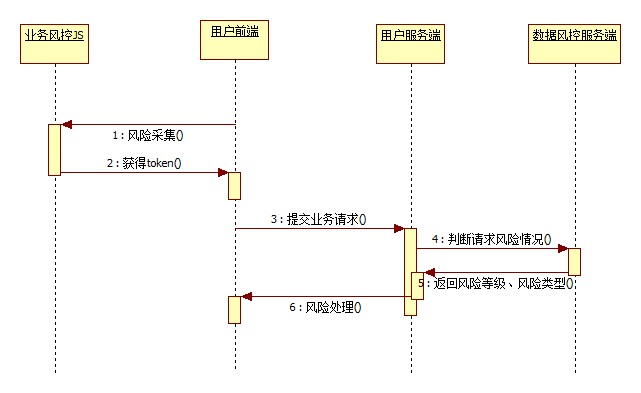 业务风控JS
用户前端
用户服务端
数据风控服务端
1 : 风险采集()
2 : 获得token()
3 : 提交业务请求()
4 : 判断请求风险情况()
5 : 返回风险等级、风险类型()
6 : 风险处理()